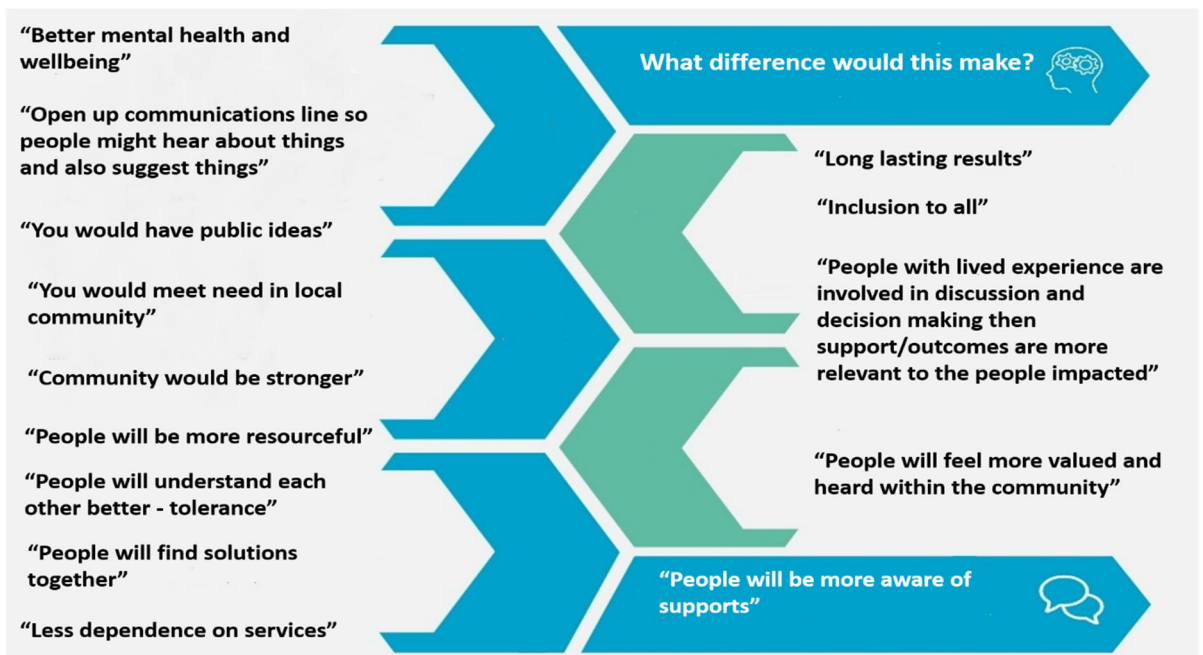 “Better mental health and
wellbeing”
“Open up communications line so
people might hear about things
and also suggest things”
“You would have public ideas”
“You would meet need in local
community”
“Community would be stronger”
“People will be more resourceful”
“People will understand each
other better - tolerance”
“People will find solutions
together”
“Less dependence on services”
What difference would this make?
“Long lasting results”
“Inclusion to all”
“People with lived experience are
involved in discussion and
decision making then
support/outcomes are more
relevant to the people impacted”
“People will feel more valued and
heard within the community”
“People will be more aware of
supports”